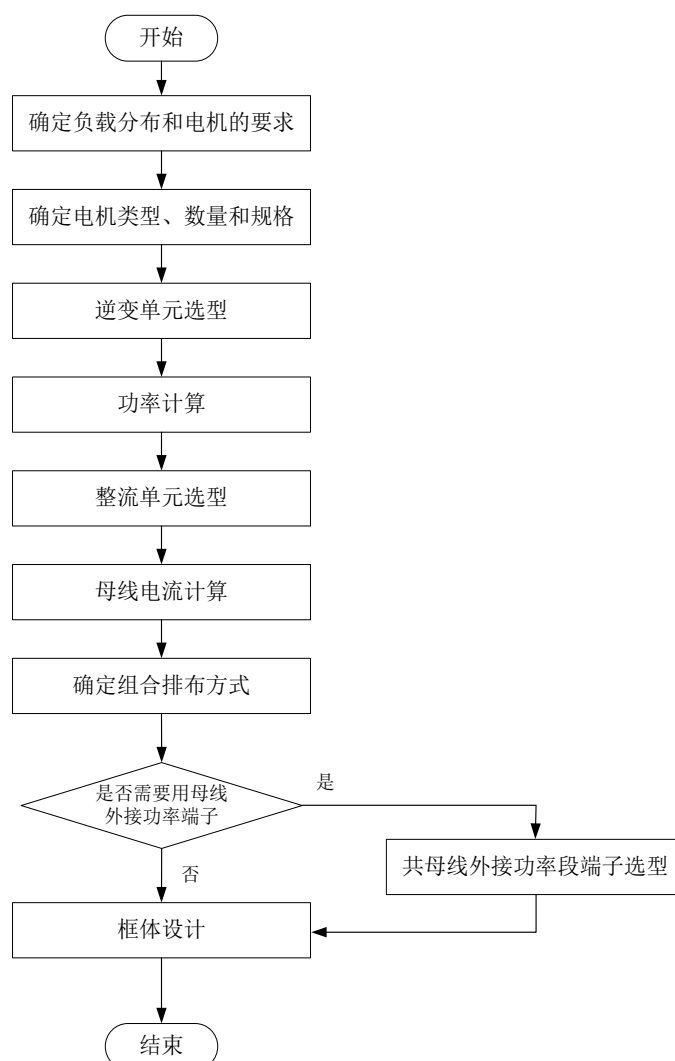 开始
确定负载分布和电机的要求
确定电机类型、数量和规格
逆变单元选型
功率计算
整流单元选型
母线电流计算
确定组合排布方式
是否需要用母线
外接功率端子
是
否
共母线外接功率段端子选型
框体设计
结束